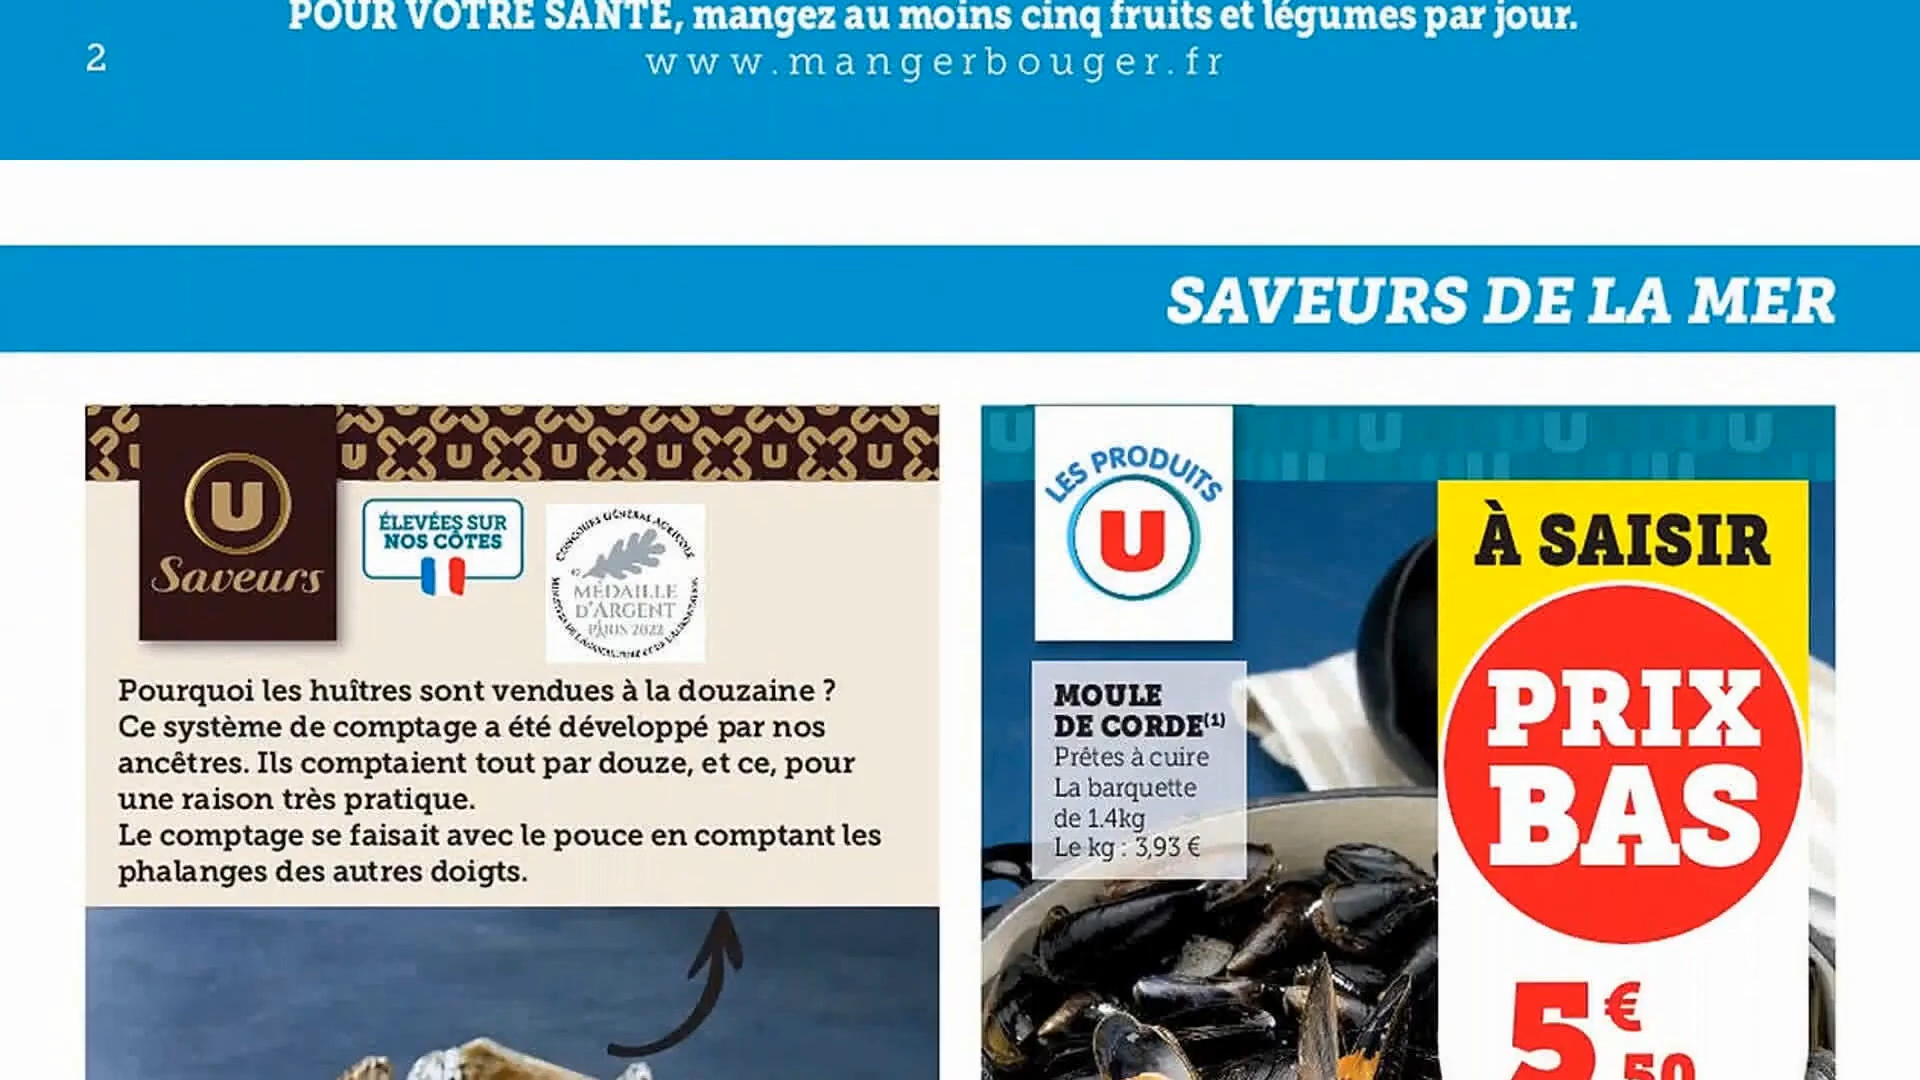 POUR VOTRE SANTÉ, mangez au moins cinq fruits et légumes par jour.
www.mangerbouger.fr
2
SAVEURS DE LA MER
U
Saveurs
ÉLEVÉES SUR
NOS CÔTES
CONCOURS GÉNÉRAL AGRICOLE
MÉDAILLE
D'ARGENT
PARIS 2022
Pourquoi les huîtres sont vendues à la douzaine ?
Ce système de comptage a été développé par nos
ancêtres. Ils comptaient tout par douze, et ce, pour
une raison très pratique.
Le comptage se faisait avec le pouce en comptant les
phalanges des autres doigts.
LES PRODUITS
U
MOULE
DE CORDE(1)
Prêtes à cuire
La barquette
de 1.4kg
Le kg : 3,93 €
À SAISIR
PRIX
BAS
5€
,50